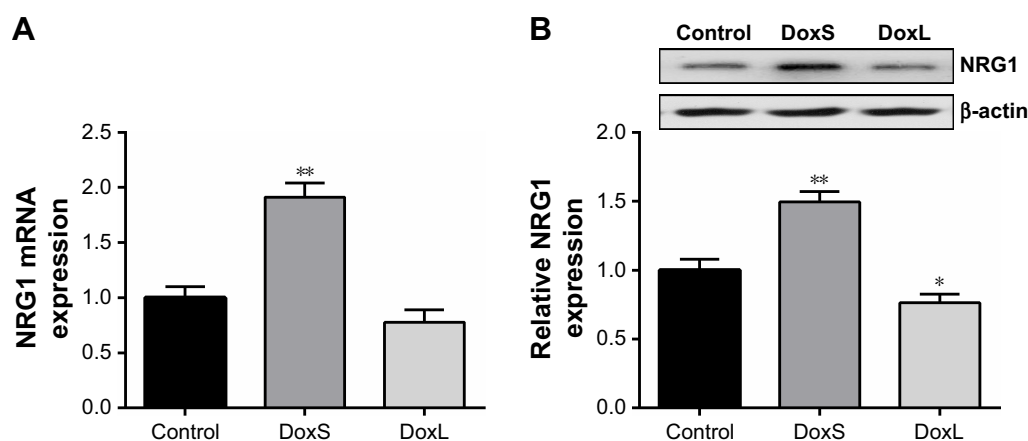 A
NRG1 mRNA
expression
2.5
2.0
1.5
1.0
0.5
0.0
**
Control DoxS DoxL
B
Control DoxS DoxL
NRG1
β-actin
Relative NRG1
expression
2.0
1.5
1.0
0.5
0.0
**
*
Control DoxS DoxL